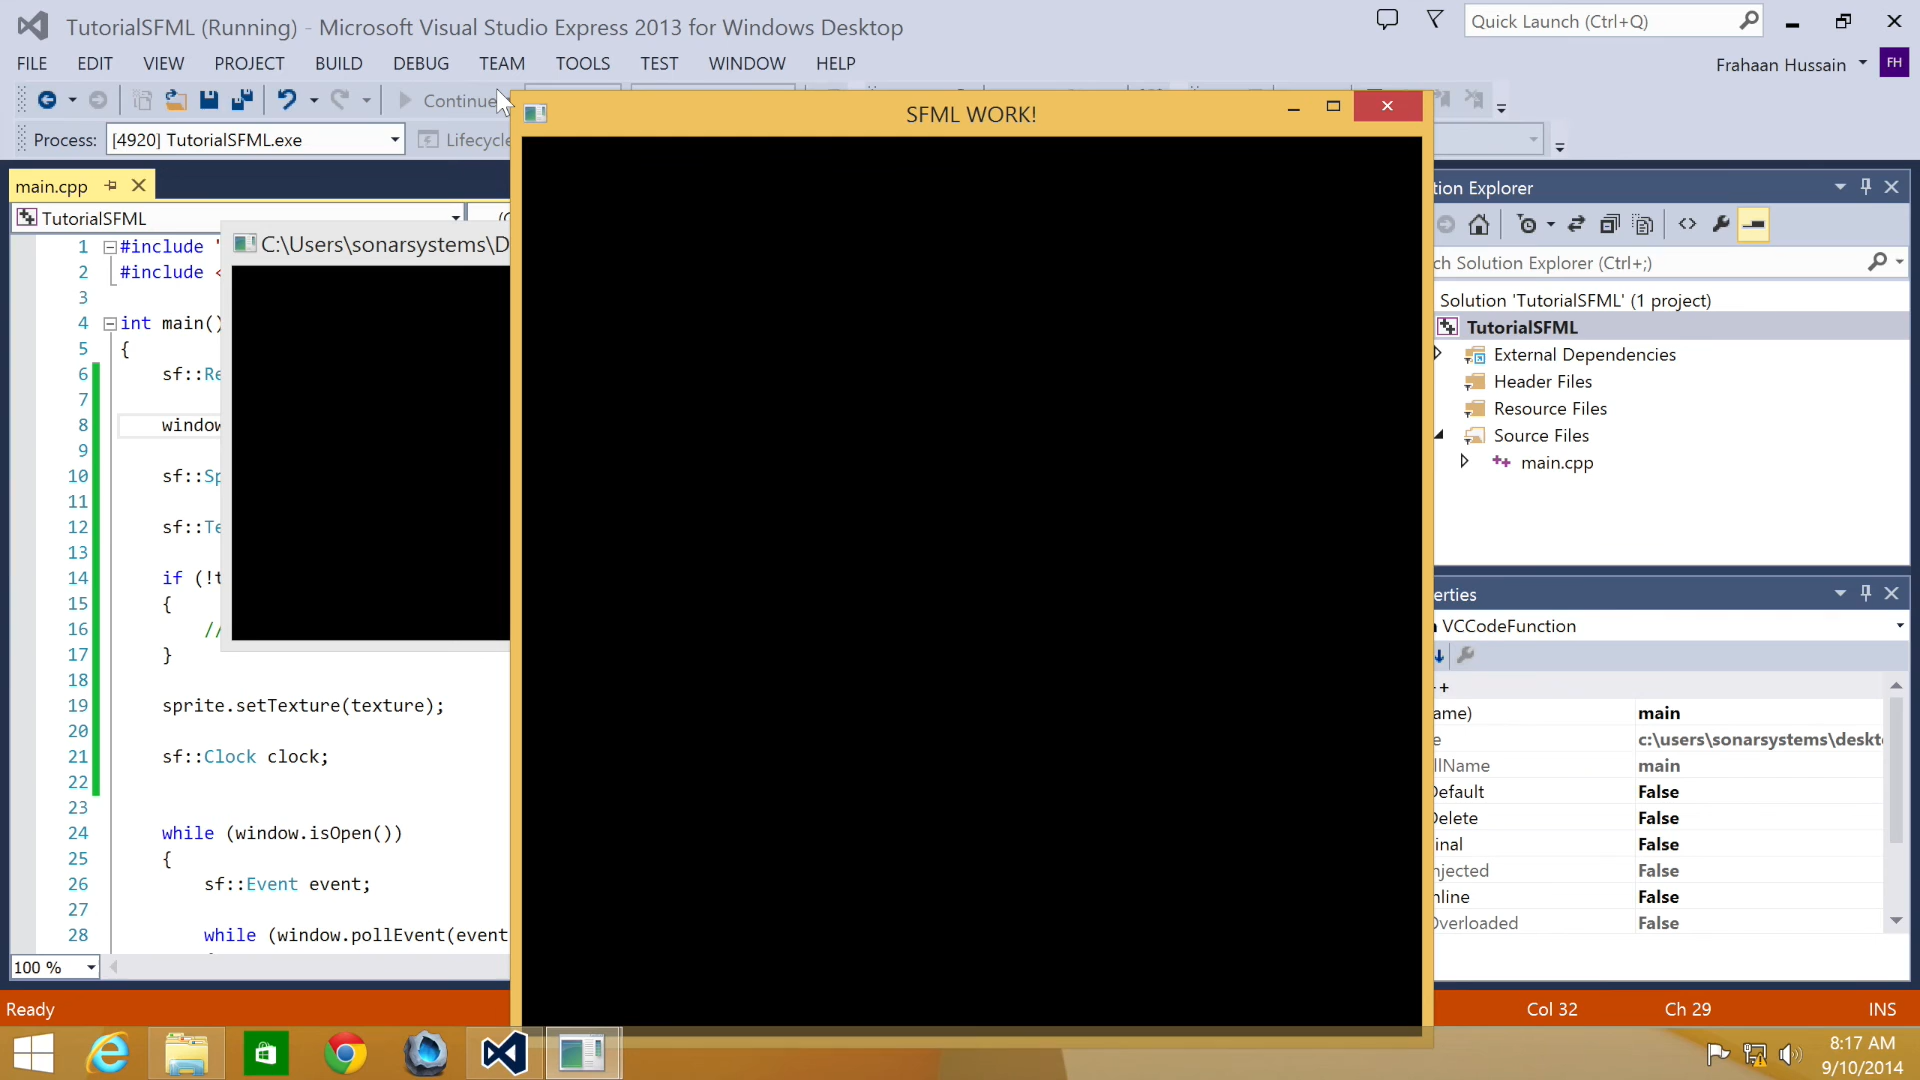 TutorialSFML (Running) - Microsoft Visual Studio Express 2013 for Windows Desktop
Quick Launch (Ctrl+Q)
FILE EDIT VIEW PROJECT BUILD DEBUG TEAM TOOLS TEST WINDOW HELP
Frahaan Hussain FH
Continue
SFML WORK!
Process: [4920] TutorialSFML.exe
Lifecycle
main.cpp
TutorialSFML
C:\Users\sonarsystems\D
1 #include "
2 #include <
3
4 int main()
5 {
6 sf::Re
7
8 window
9
10 sf::Sp
11
12 sf::Te
13
14 if (!t
15 {
16 //
17 }
18
19 sprite.setTexture(texture);
20
21 sf::Clock clock;
22
23
24 while (window.isOpen())
25 {
26 sf::Event event;
27
28 while (window.pollEvent(event
100 %
tion Explorer
ch Solution Explorer (Ctrl+;)
Solution 'TutorialSFML' (1 project)
TutorialSFML
External Dependencies
Header Files
Resource Files
Source Files
main.cpp
erties
VCCodeFunction
++
ame) main
e c:\users\sonarsystems\deskt
llName main
Default False
Delete False
inal False
njected False
nline False
Overloaded False
Ready
Col 32 Ch 29 INS
8:17 AM
9/10/2014